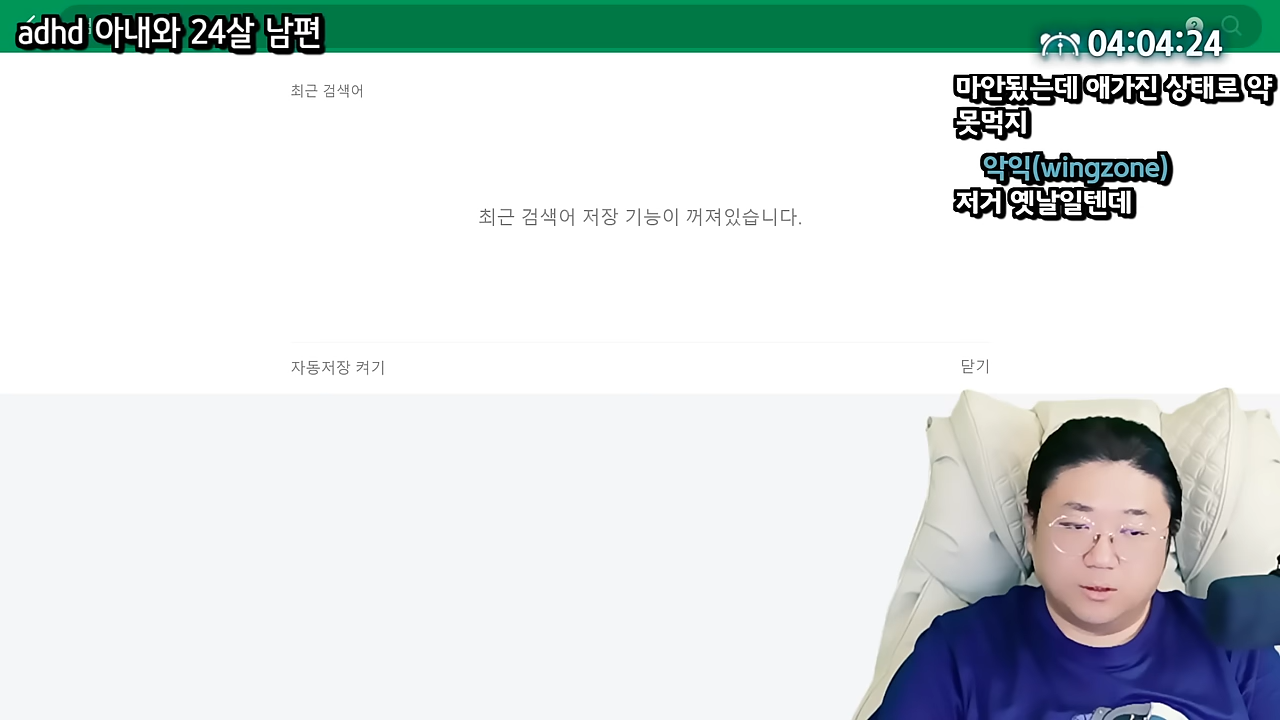 adhd 아내와 24살 남편
04:04:24
최근 검색어
마안됬는데 애가진 상태로 약
못먹지
악익(wingzone)
저거 옛날일텐데
최근 검색어 저장 기능이 꺼져있습니다.
자동저장 켜기
닫기